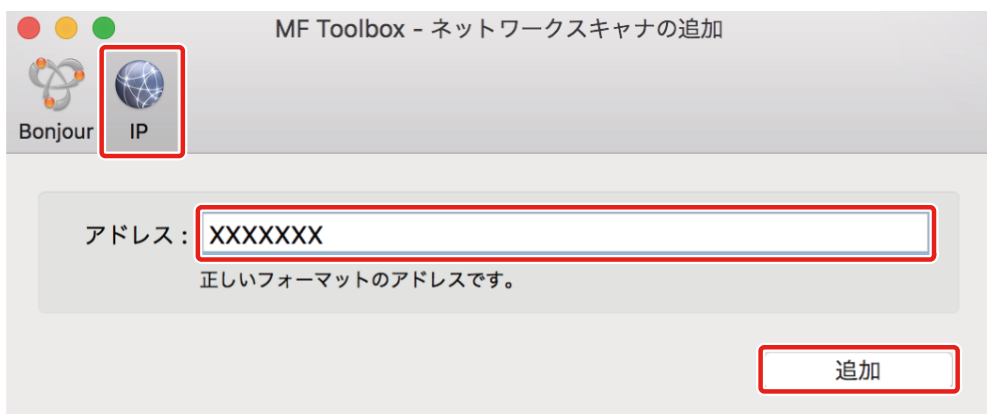 MF Toolbox - ネットワークスキャナの追加
Bonjour IP
アドレス : XXXXXXX
正しいフォーマットのアドレスです。
追加